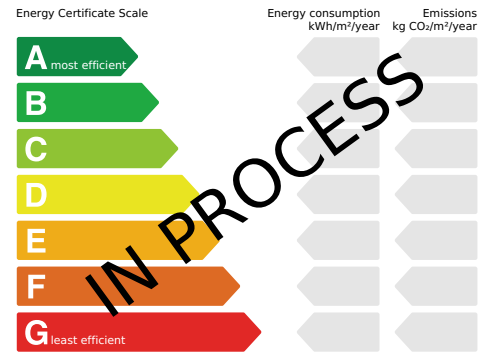 Energy Certificate Scale
Energy consumption
kWh/m²/year
Emissions
kg CO₂/m²/year
A most efficient
B
C
D
E
F
G least efficient
IN PROCESS